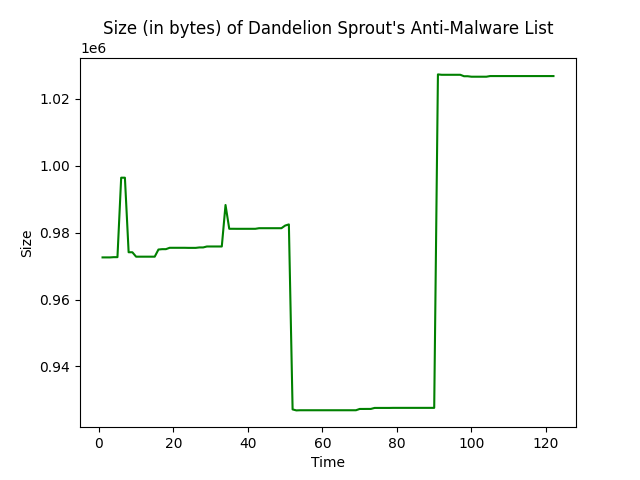 Size (in bytes) of Dandelion Sprout's Anti-Malware List
1e6
1.02
1.00
0.98
0.96
0.94
Size
0 20 40 60 80 100 120
Time